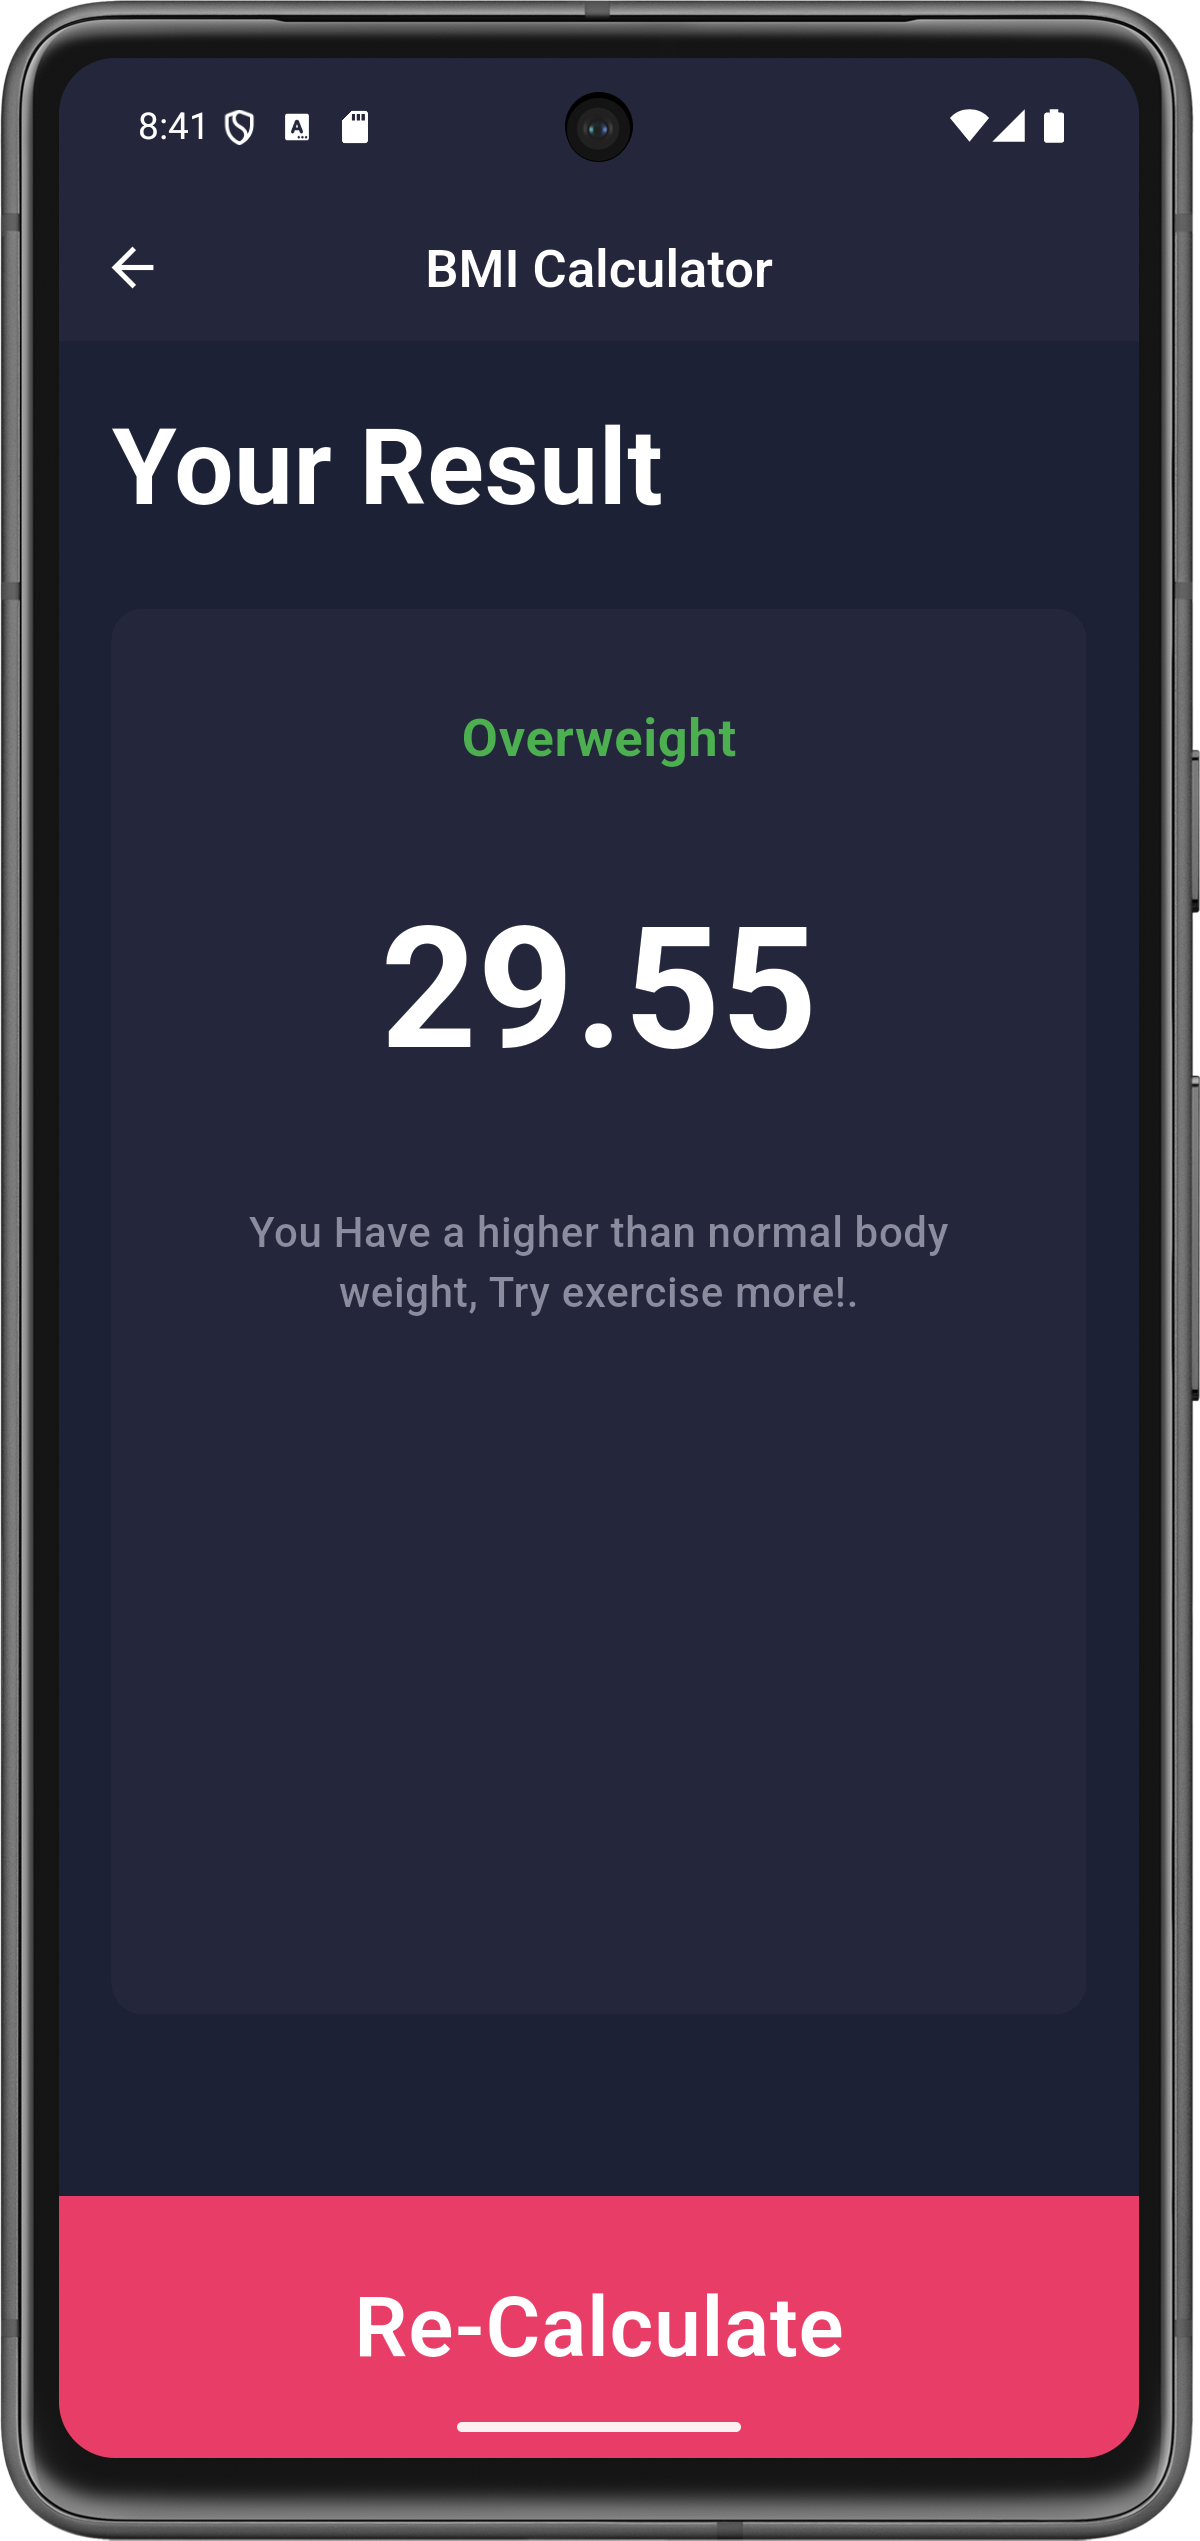 8:41
BMI Calculator
Your Result
Overweight
29.55
You Have a higher than normal body
weight, Try exercise more!.
Re-Calculate